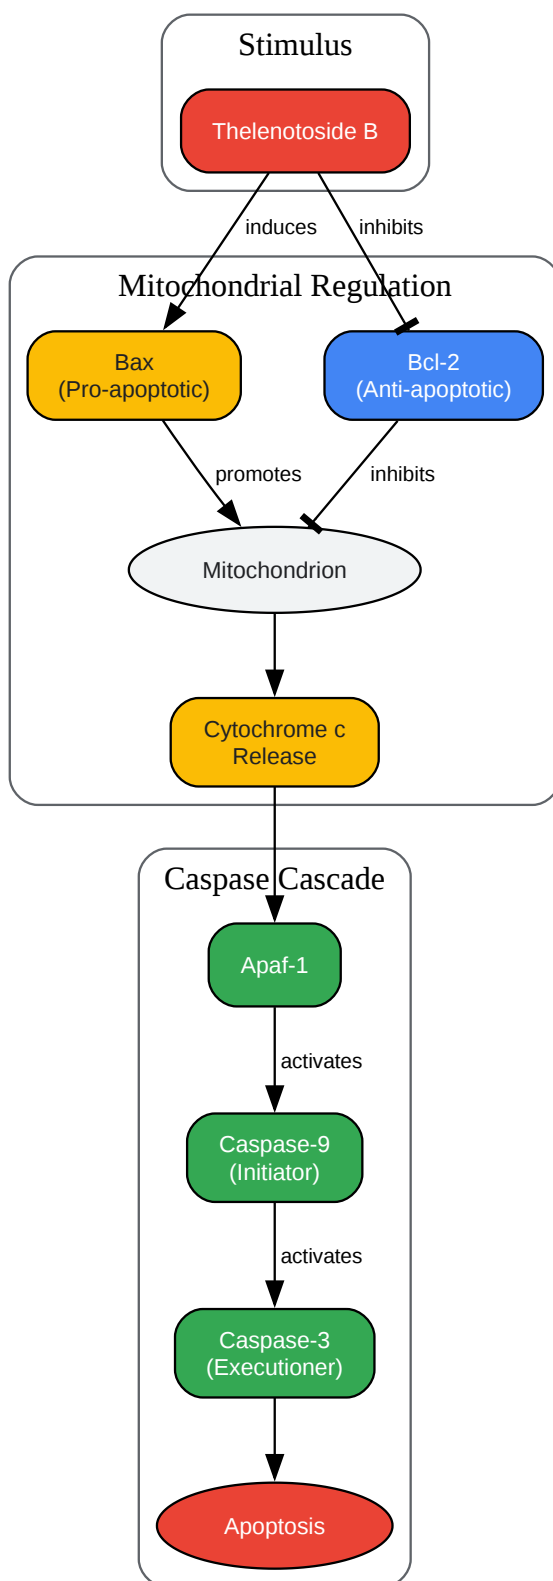 Stimulus
Thelenotoside B
induces
inhibits
Mitochondrial Regulation
Bax
(Pro-apoptotic)
Bcl-2
(Anti-apoptotic)
promotes
inhibits
Mitochondrion
Cytochrome c
Release
Caspase Cascade
Apaf-1
activates
Caspase-9
(Initiator)
activates
Caspase-3
(Executioner)
Apoptosis